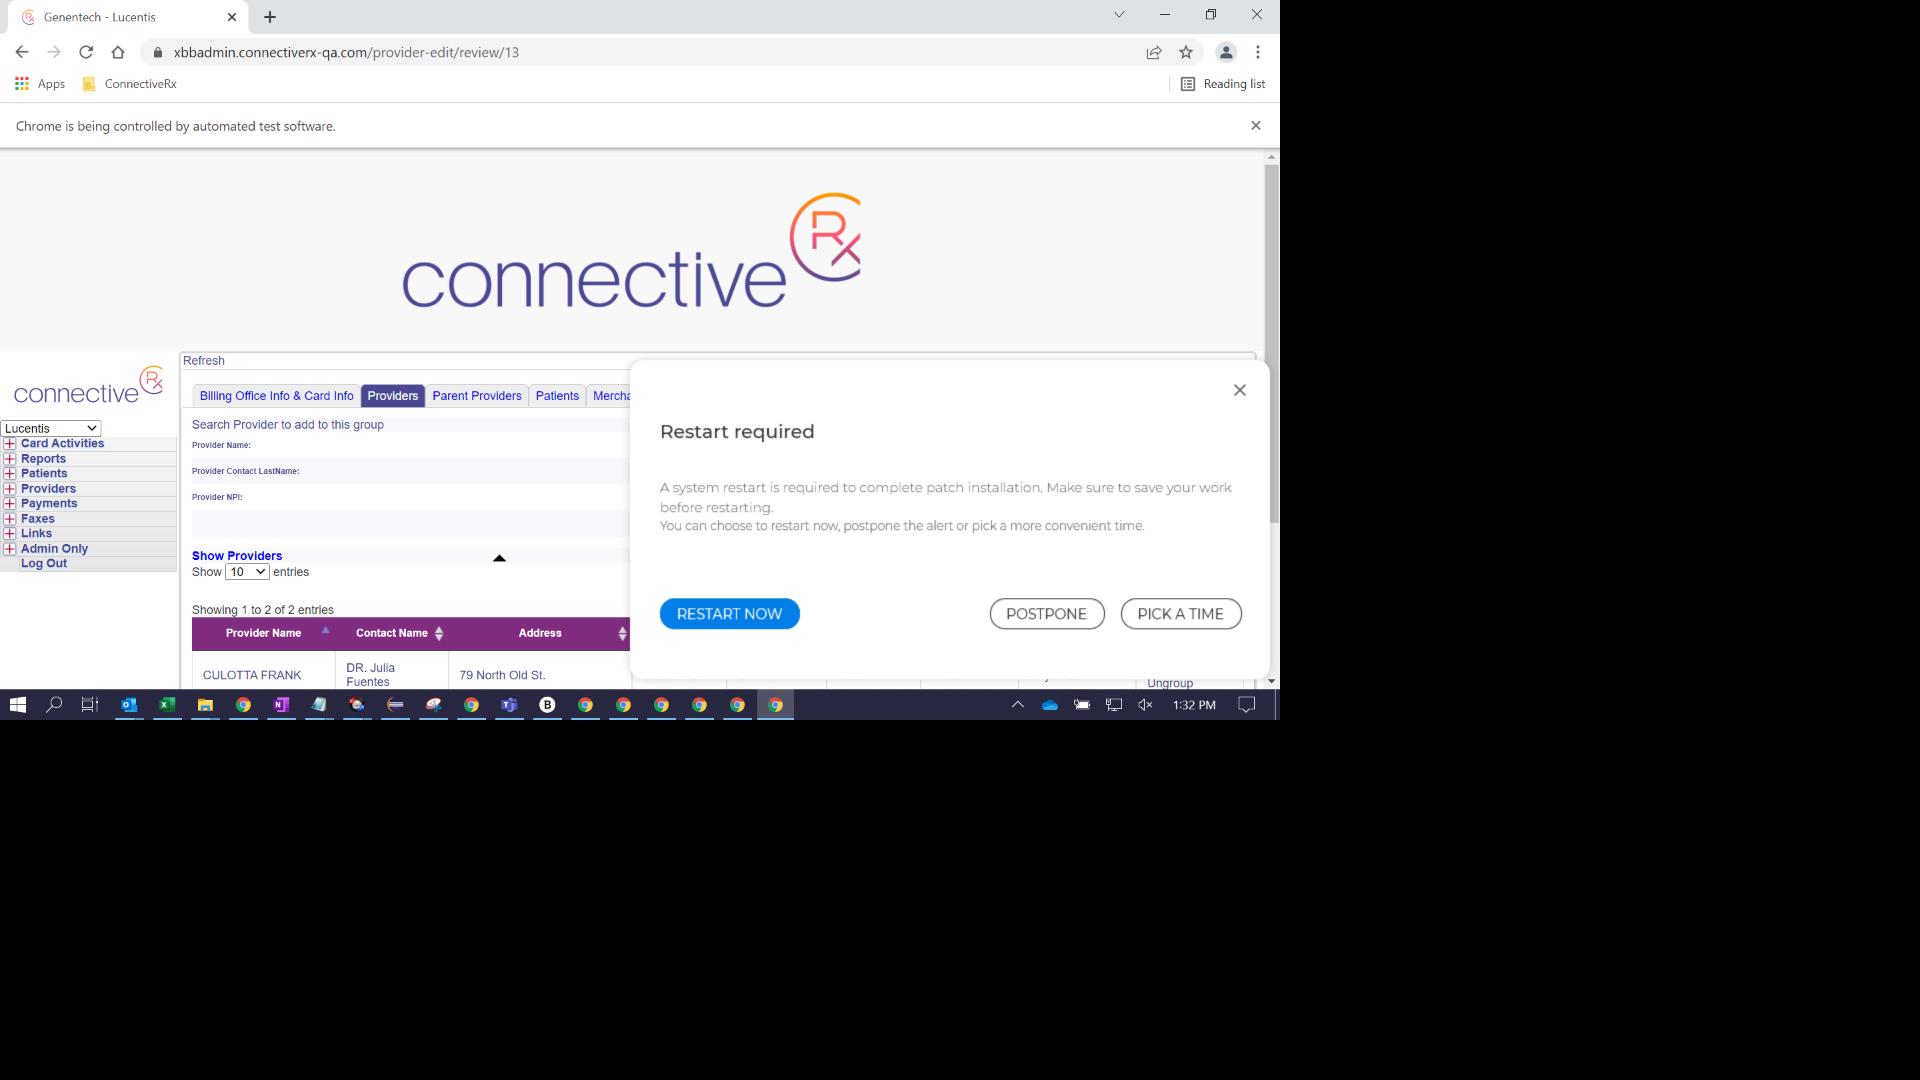 Genentech - Lucentis
xbbadmin.connectiverx-qa.com/provider-edit/review/13
Apps
ConnectiveRx
Reading list
Chrome is being controlled by automated test software.
connective Rx
connective Rx
Lucentis
Card Activities
Reports
Patients
Providers
Payments
Faxes
Links
Admin Only
Log Out
Refresh
Billing Office Info & Card Info
Providers
Parent Providers
Patients
Mercha
Search Provider to add to this group
Provider Name:
Provider Contact LastName:
Provider NPI:
Show Providers
Show 10 entries
Showing 1 to 2 of 2 entries
Provider Name
Contact Name
Address
CULOTTA FRANK
DR. Julia
Fuentes
79 North Old St.
Ungroup
Restart required
A system restart is required to complete patch installation. Make sure to save your work
before restarting.
You can choose to restart now, postpone the alert or pick a more convenient time.
RESTART NOW
POSTPONE
PICK A TIME
1:32 PM